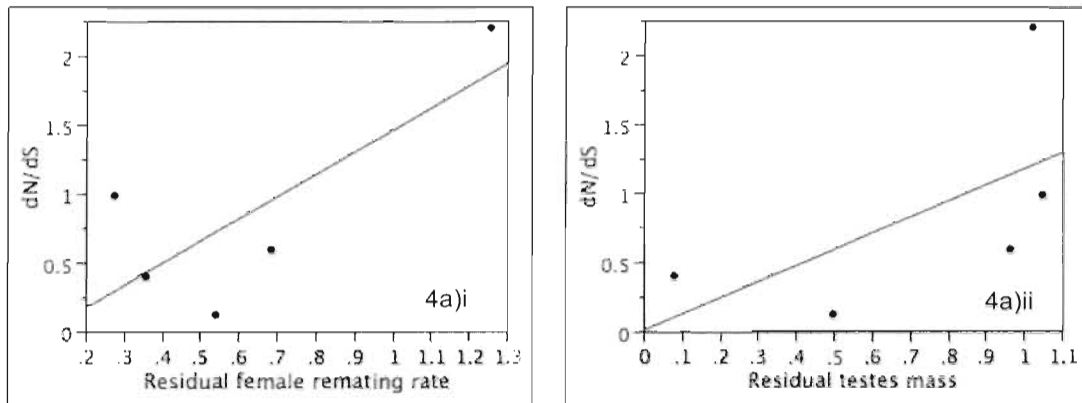 2
1.5
dN/dS
1
0.5
0
4a)i
.2 .3 .4 .5 .6 .7 .8 .9 1 1.1 1.2 1.3
Residual female remating rate
2
1.5
dN/dS
1
0.5
0
4a)ii
0 .1 .2 .3 .4 .5 .6 .7 .8 .9 1 1.1
Residual testes mass